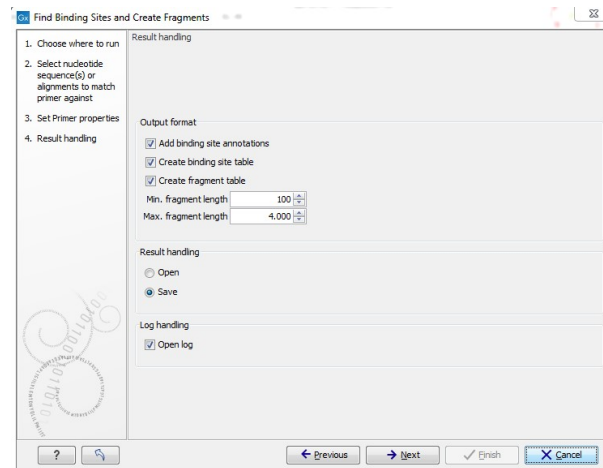 Gx Find Binding Sites and Create Fragments
1. Choose where to run
2. Select nucleotide
sequence(s) or
alignments to match
primer against
3. Set Primer properties
4. Result handling
Result handling
Output format
Add binding site annotations
Create binding site table
Create fragment table
Min. fragment length 100
Max. fragment length 4.000
Result handling
Open
Save
Log handling
Open log
? Previous Next Finish Cancel